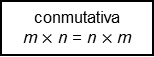 conmutativa
m × n = n × m